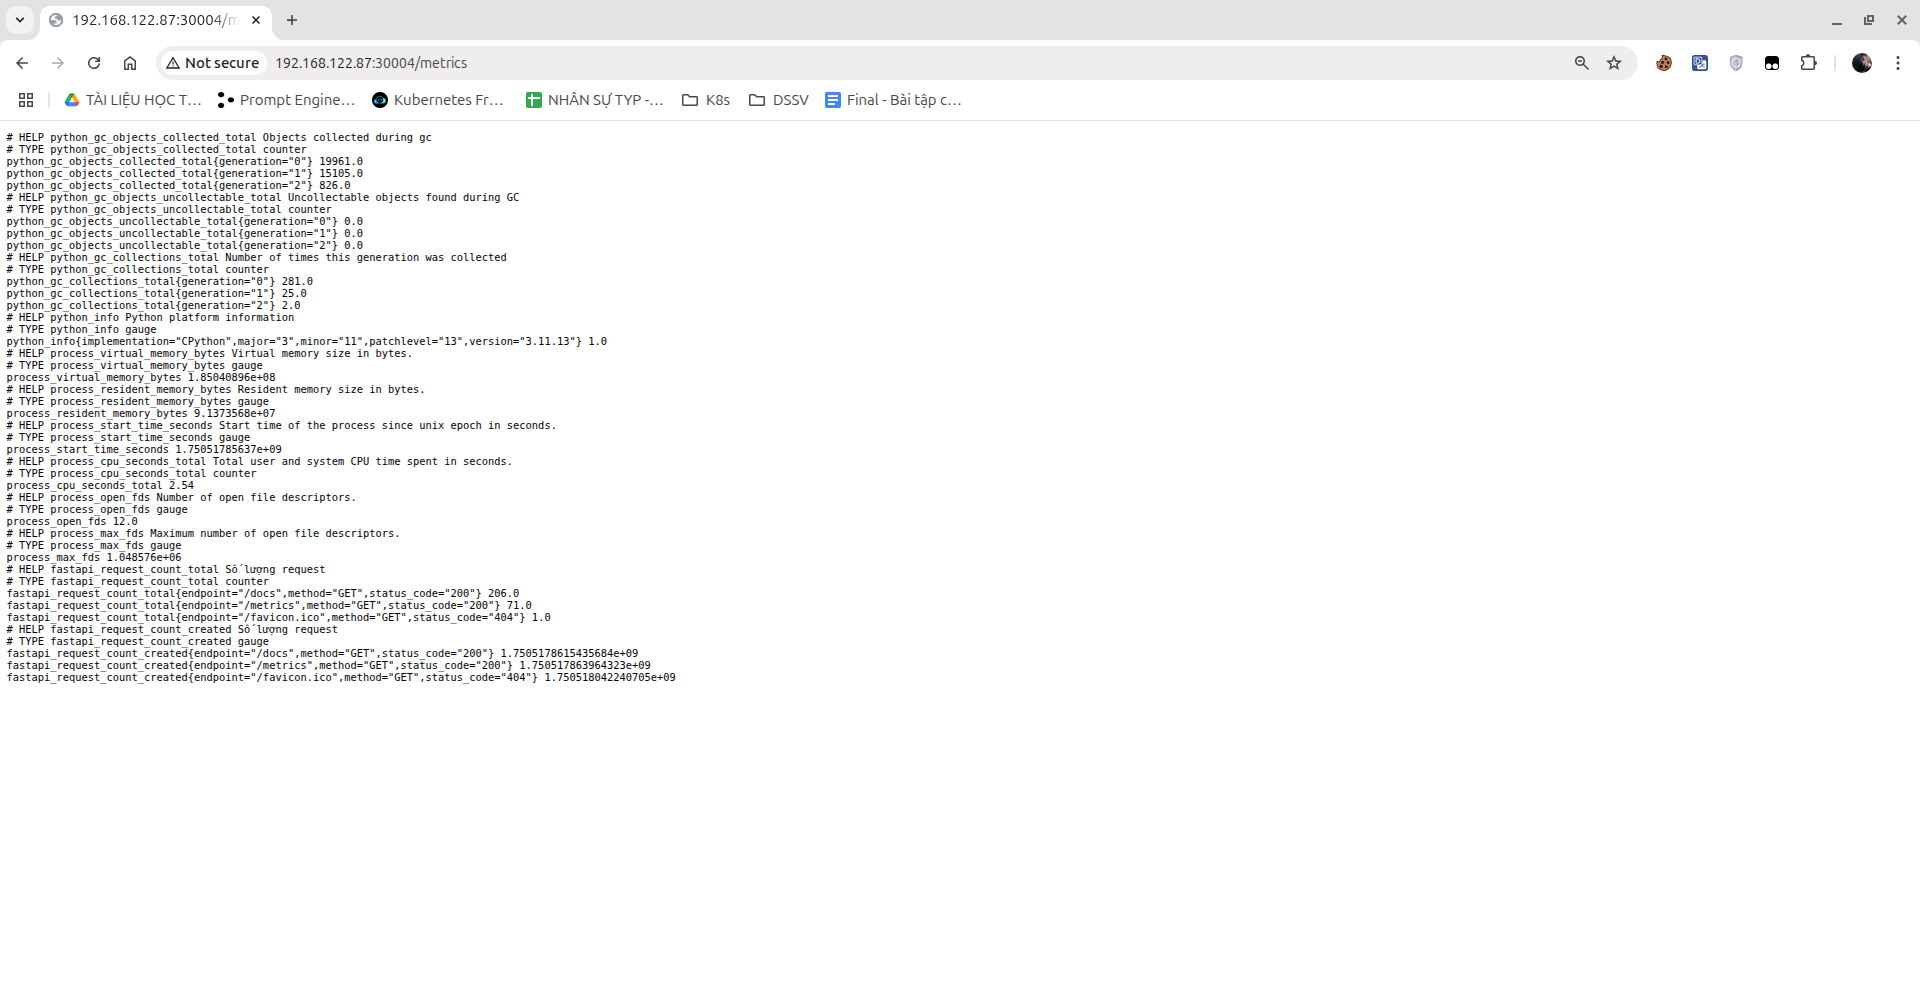 192.168.122.87:30004/m
Not secure 192.168.122.87:30004/metrics
TÀI LIỆU HỌC T... Prompt Engine... Kubernetes Fr... NHÂN SỰ TYP -... K8s DSSV Final - Bài tập c...
# HELP python_gc_objects_collected_total Objects collected during gc
# TYPE python_gc_objects_collected_total counter
python_gc_objects_collected_total{generation="0"} 19961.0
python_gc_objects_collected_total{generation="1"} 15105.0
python_gc_objects_collected_total{generation="2"} 826.0
# HELP python_gc_objects_uncollectable_total Uncollectable objects found during GC
# TYPE python_gc_objects_uncollectable_total counter
python_gc_objects_uncollectable_total{generation="0"} 0.0
python_gc_objects_uncollectable_total{generation="1"} 0.0
python_gc_objects_uncollectable_total{generation="2"} 0.0
# HELP python_gc_collections_total Number of times this generation was collected
# TYPE python_gc_collections_total counter
python_gc_collections_total{generation="0"} 281.0
python_gc_collections_total{generation="1"} 25.0
python_gc_collections_total{generation="2"} 2.0
# HELP python_info Python platform information
# TYPE python_info gauge
python_info{implementation="CPython",major="3",minor="11",patchlevel="13",version="3.11.13"} 1.0
# HELP process_virtual_memory_bytes Virtual memory size in bytes.
# TYPE process_virtual_memory_bytes gauge
process_virtual_memory_bytes 1.85040896e+08
# HELP process_resident_memory_bytes Resident memory size in bytes.
# TYPE process_resident_memory_bytes gauge
process_resident_memory_bytes 9.1373568e+07
# HELP process_start_time_seconds Start time of the process since unix epoch in seconds.
# TYPE process_start_time_seconds gauge
process_start_time_seconds 1.75051785637e+09
# HELP process_cpu_seconds_total Total user and system CPU time spent in seconds.
# TYPE process_cpu_seconds_total counter
process_cpu_seconds_total 2.54
# HELP process_open_fds Number of open file descriptors.
# TYPE process_open_fds gauge
process_open_fds 12.0
# HELP process_max_fds Maximum number of open file descriptors.
# TYPE process_max_fds gauge
process_max_fds 1.048576e+06
# HELP fastapi_request_count_total Số lượng request
# TYPE fastapi_request_count_total counter
fastapi_request_count_total{endpoint="/docs",method="GET",status_code="200"} 206.0
fastapi_request_count_total{endpoint="/metrics",method="GET",status_code="200"} 71.0
fastapi_request_count_total{endpoint="/favicon.ico",method="GET",status_code="404"} 1.0
# HELP fastapi_request_count_created Số lượng request
# TYPE fastapi_request_count_created gauge
fastapi_request_count_created{endpoint="/docs",method="GET",status_code="200"} 1.7505178615435684e+09
fastapi_request_count_created{endpoint="/metrics",method="GET",status_code="200"} 1.750517863964323e+09
fastapi_request_count_created{endpoint="/favicon.ico",method="GET",status_code="404"} 1.750518042240705e+09